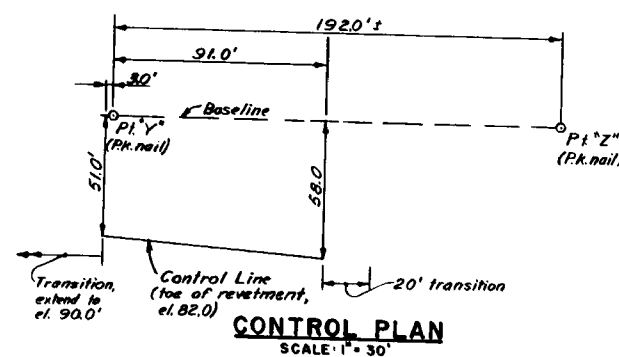 192.0' ±
91.0'
3.0'
Baseline
Pt. "Y"
(P.k. nail)
Pt. "Z"
(P.k. nail)
51.0'
58.0
Transition,
extend to
el. 90.0'
Control Line
(toe of revetment,
el. 82.0)
20' transition
CONTROL PLAN
SCALE: 1" = 30'